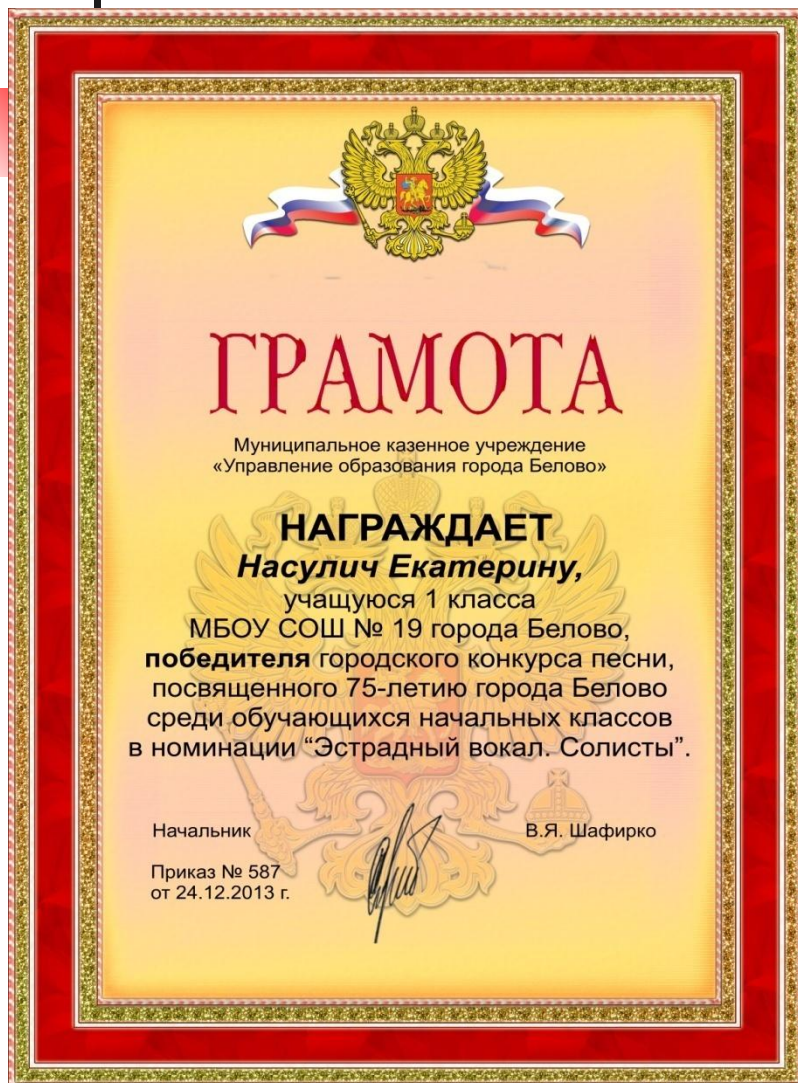 ГРАМОТА
Муниципальное казенное учреждение
«Управление образования города Белово»
НАГРАЖДАЕТ
Насулич Екатерину,
учащуюся 1 класса
МБОУ СОШ № 19 города Белово,
победителя городского конкурса песни,
посвященного 75-летию города Белово
среди обучающихся начальных классов
в номинации “Эстрадный вокал. Солисты”.
Начальник В.Я. Шафирко
Приказ № 587
от 24.12.2013 г.